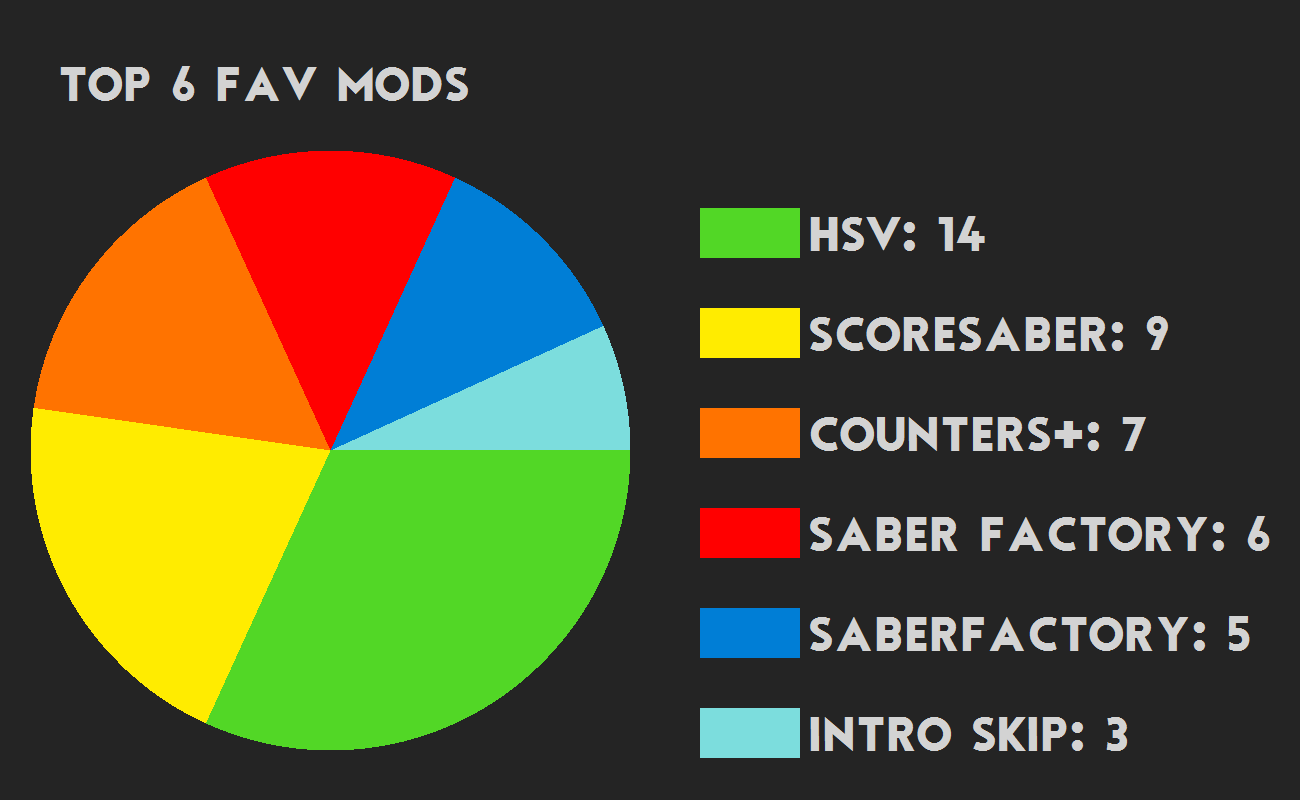 TOP 6 FAV MODS
HSV: 14
SCORESABER: 9
COUNTERS+: 7
SABER FACTORY: 6
SABERFACTORY: 5
INTRO SKIP: 3